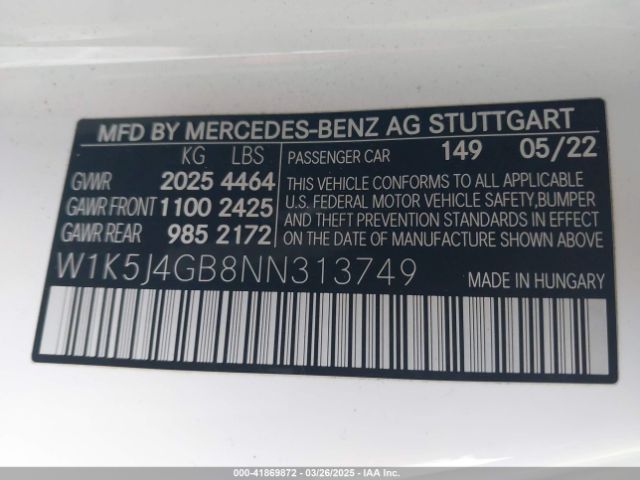 MFD BY MERCEDES-BENZ AG STUTTGART
KG LBS
GVWR 2025 4464
GAWR FRONT 1100 2425
GAWR REAR 985 2172
PASSENGER CAR 149 05/22
THIS VEHICLE CONFORMS TO ALL APPLICABLE
U.S. FEDERAL MOTOR VEHICLE SAFETY,BUMPER
AND THEFT PREVENTION STANDARDS IN EFFECT
ON THE DATE OF MANUFACTURE SHOWN ABOVE.
W1K5J4GB8NN313749
MADE IN HUNGARY
000-41869872 - 03/26/2025 - IAAI